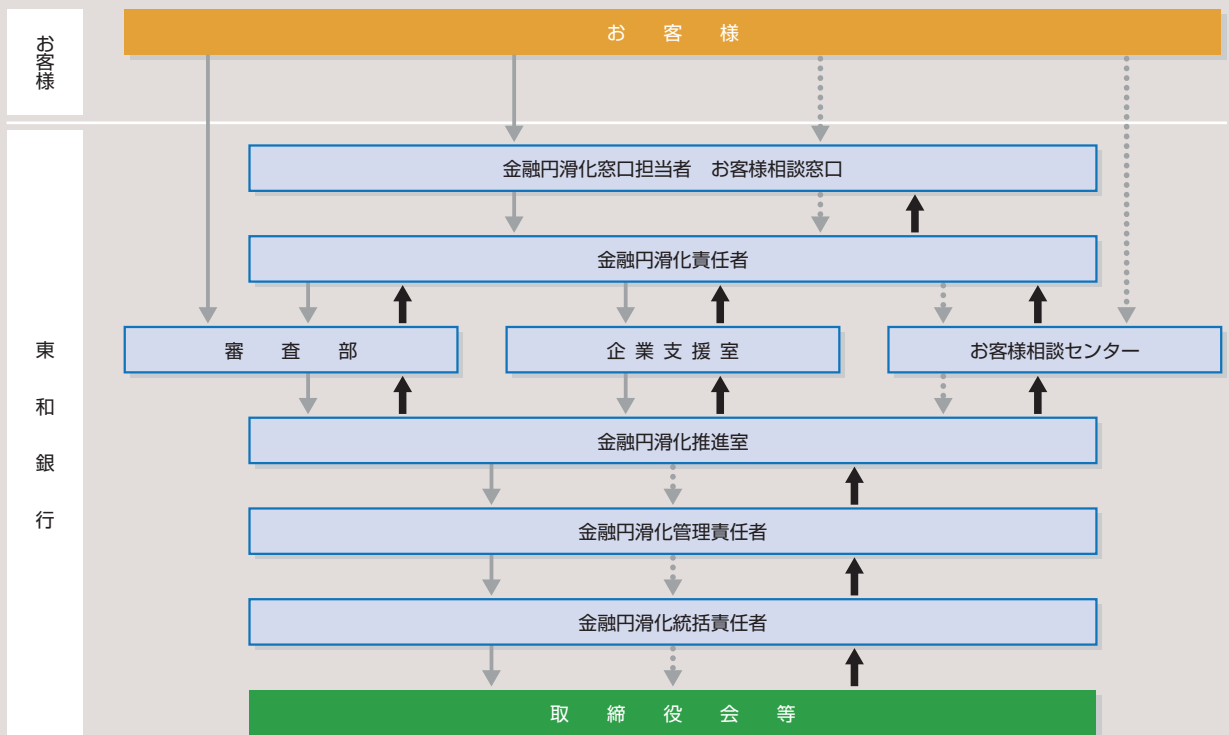 お客様
お客様
金融円滑化窓口担当者　お客様相談窓口
金融円滑化責任者
審査部
企業支援室
お客様相談センター
東和銀行
金融円滑化推進室
金融円滑化管理責任者
金融円滑化統括責任者
取締役会等